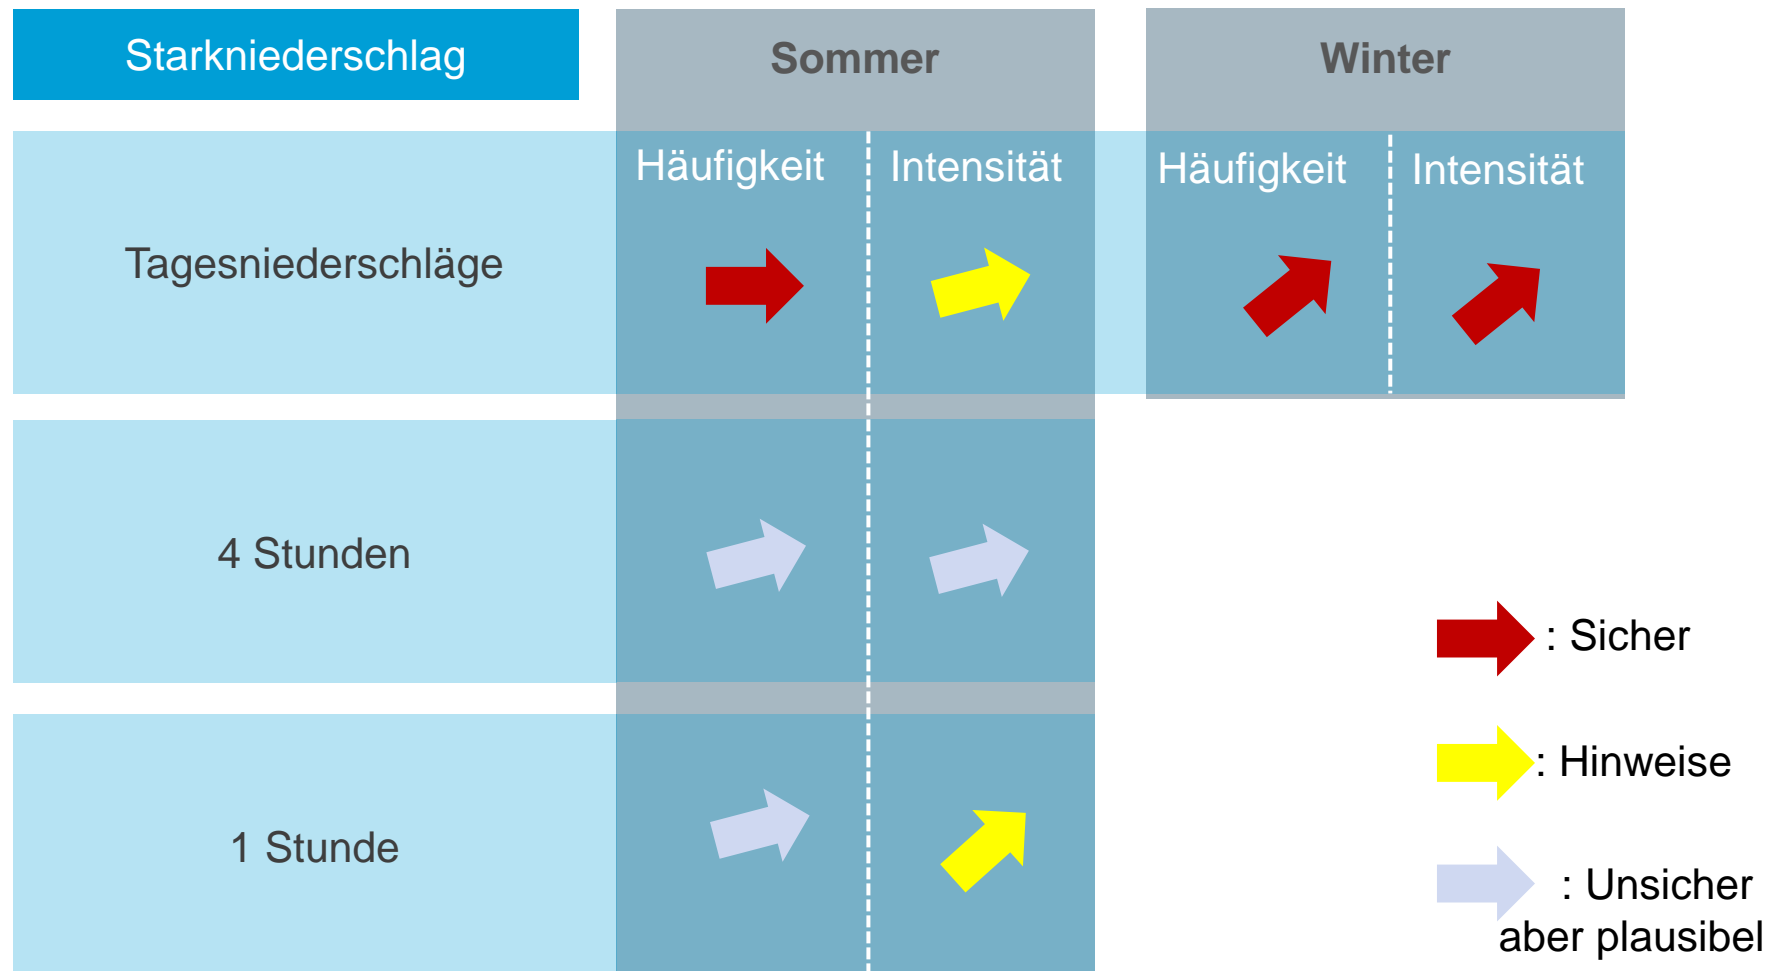 Starkniederschlag
Sommer
Winter
Häufigkeit
Intensität
Häufigkeit
Intensität
Tagesniederschläge
4 Stunden
1 Stunde
: Sicher
: Hinweise
: Unsicher
aber plausibel